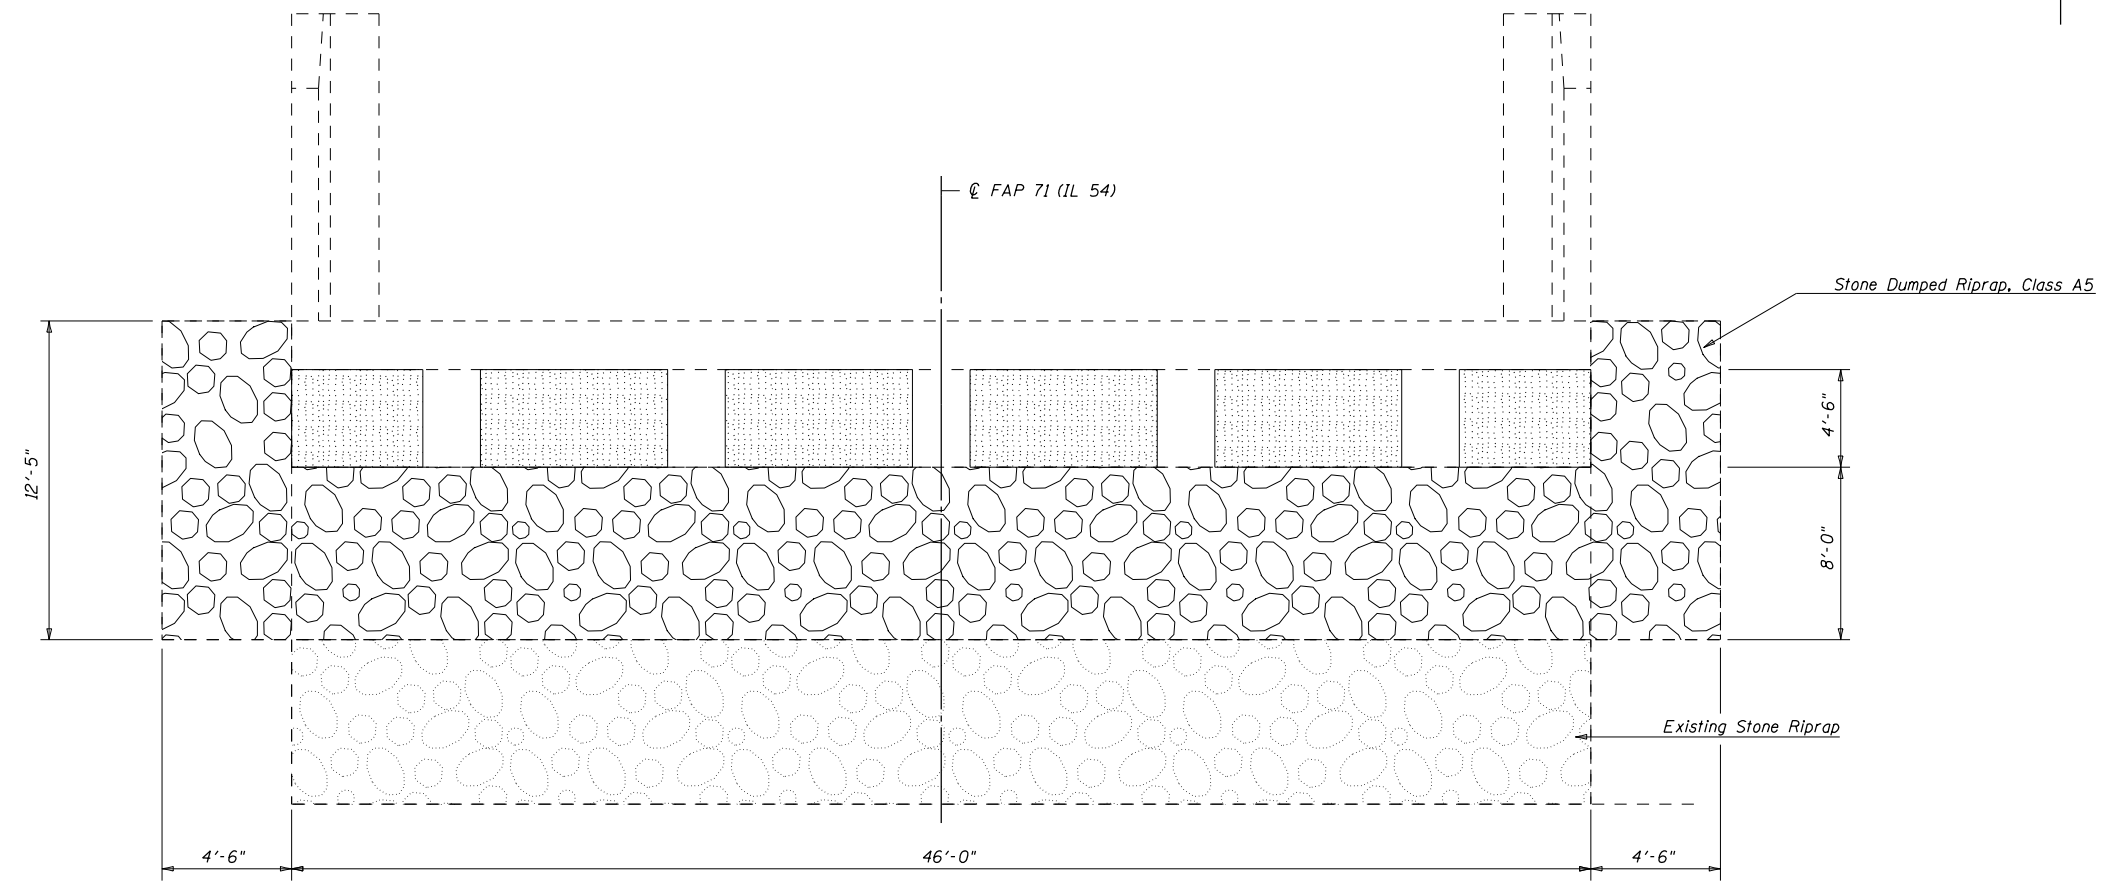 ℄ FAP 71 (IL 54)
Stone Dumped Riprap, Class A5
4'-6"
12'-5"
8'-0"
Existing Stone Riprap
4'-6"
46'-0"
4'-6"